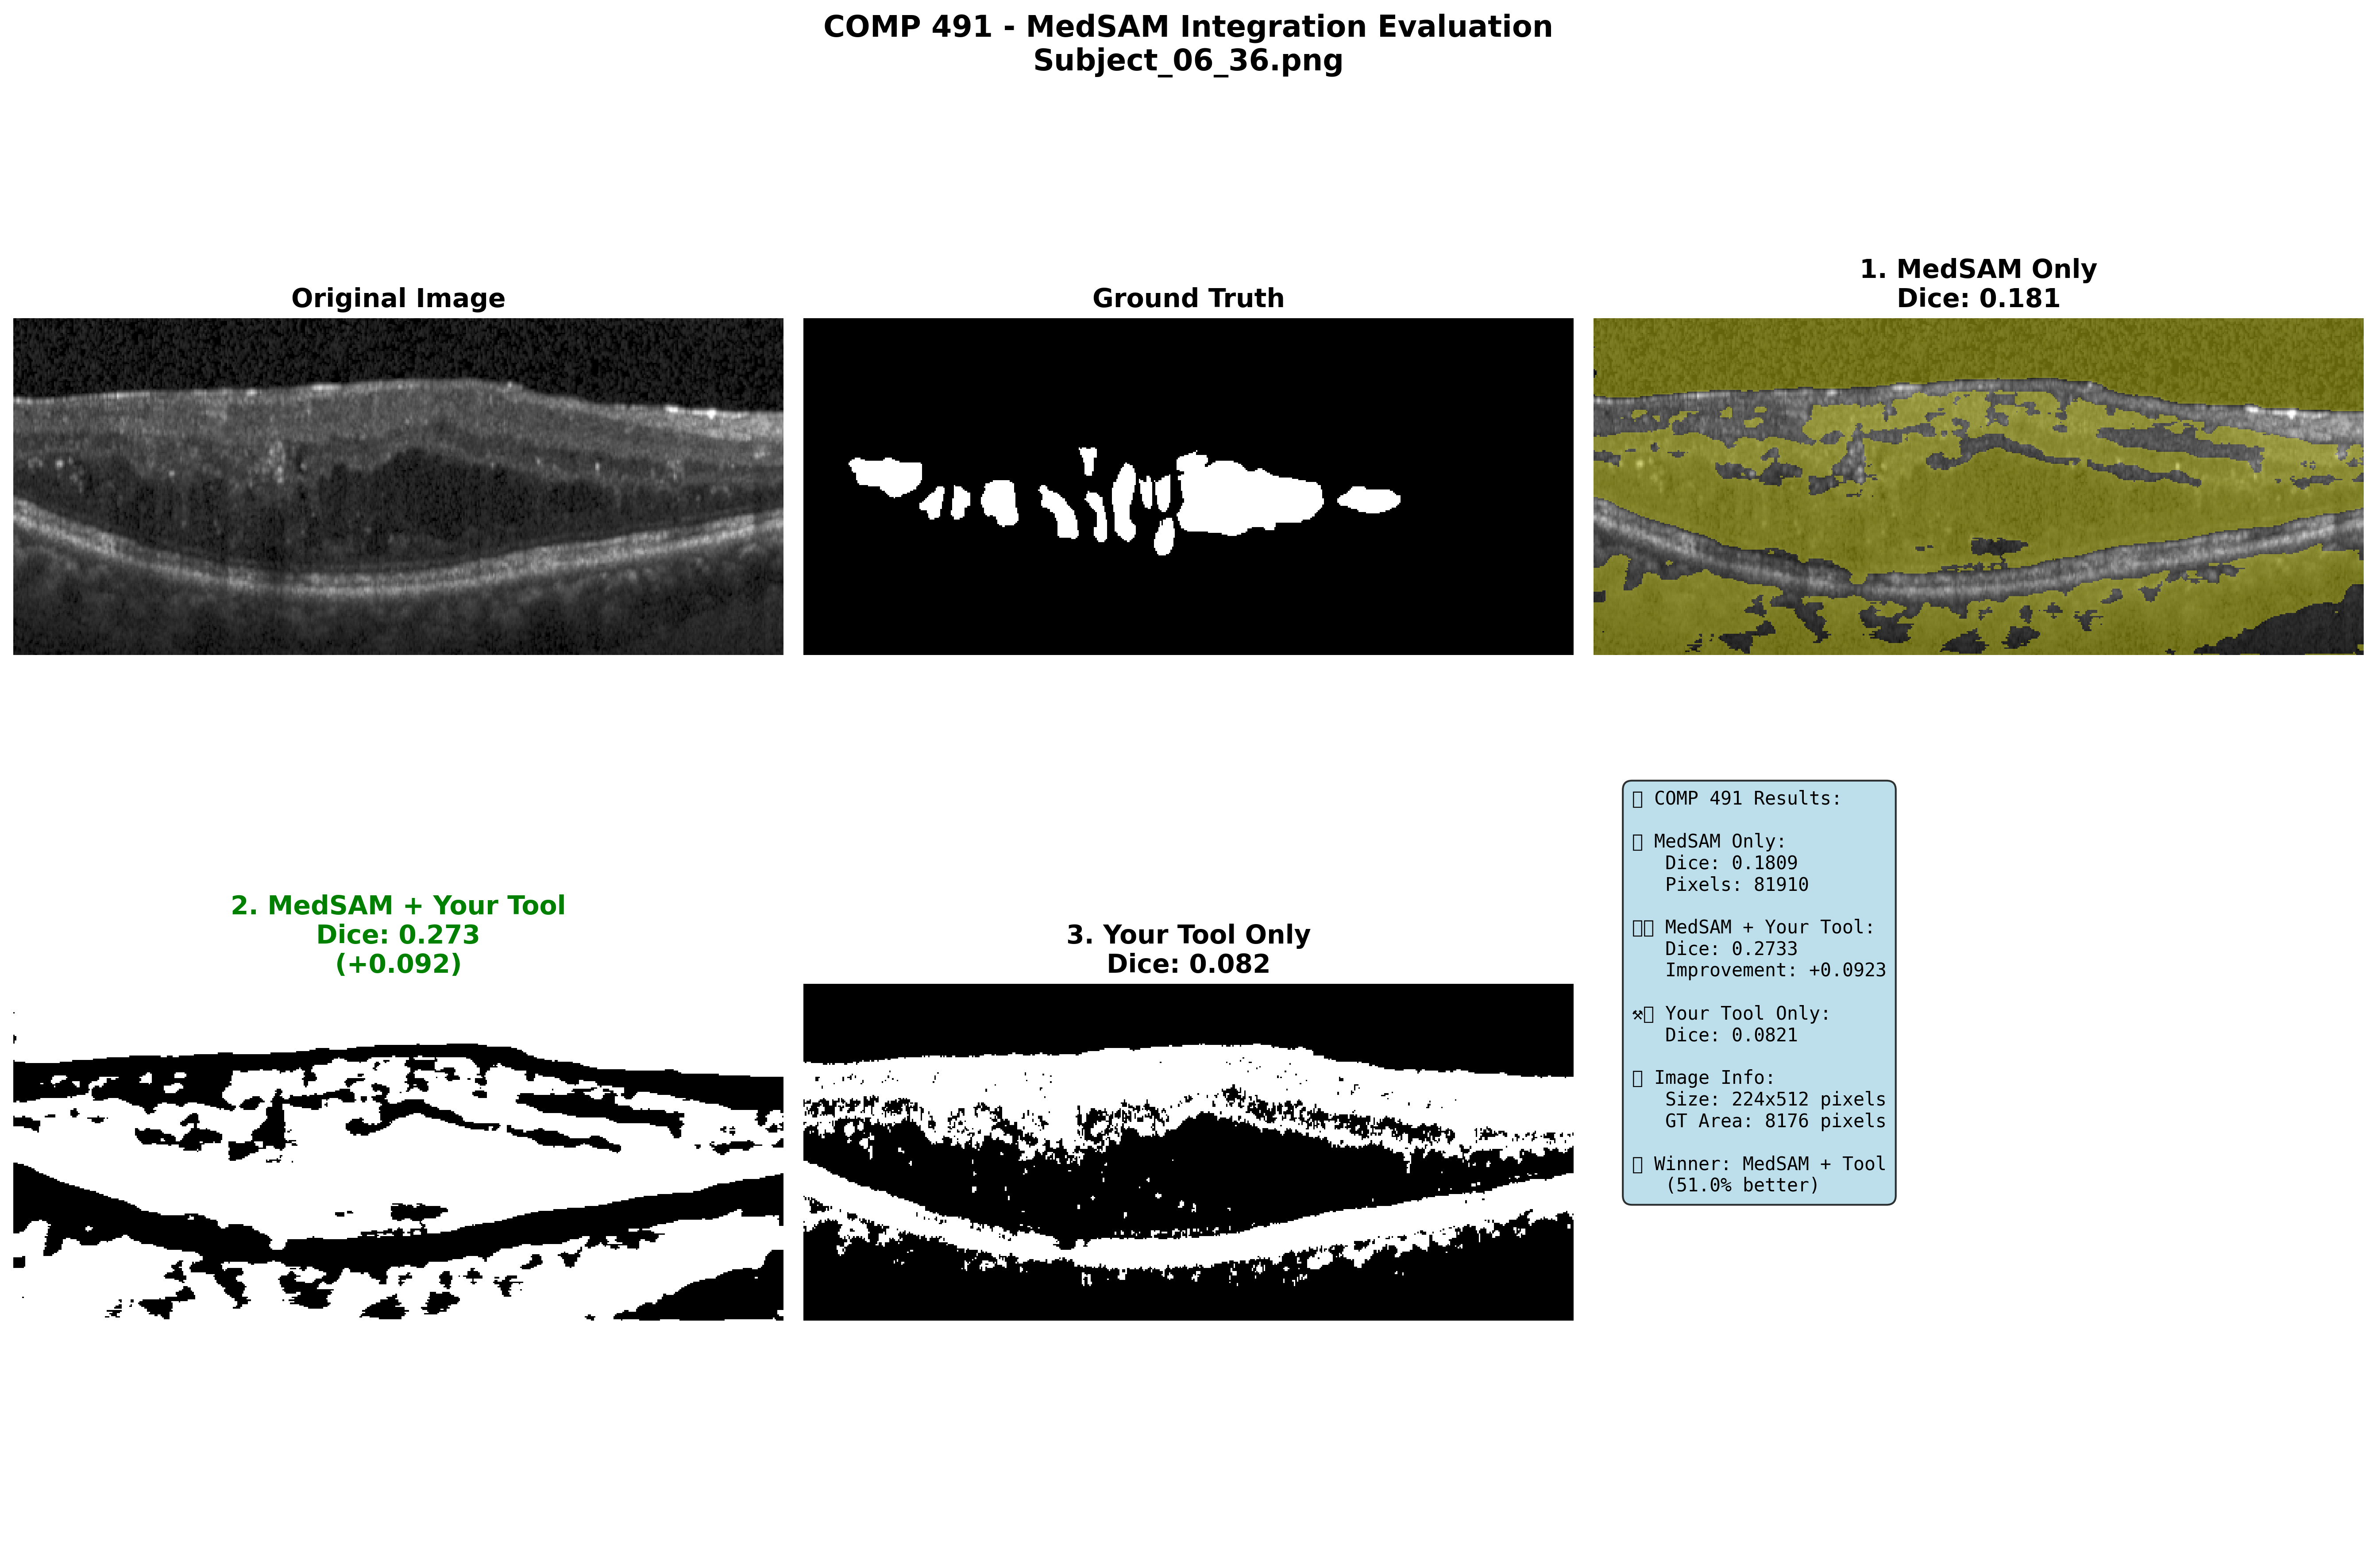 COMP 491 - MedSAM Integration Evaluation
Subject_06_36.png
Original Image
Ground Truth
1. MedSAM Only
Dice: 0.181
2. MedSAM + Your Tool
Dice: 0.273
(+0.092)
3. Your Tool Only
Dice: 0.082
▯ COMP 491 Results:
▯ MedSAM Only:
Dice: 0.1809
Pixels: 81910
▯▯ MedSAM + Your Tool:
Dice: 0.2733
Improvement: +0.0923
⚒▯ Your Tool Only:
Dice: 0.0821
▯ Image Info:
Size: 224x512 pixels
GT Area: 8176 pixels
▯ Winner: MedSAM + Tool
(51.0% better)